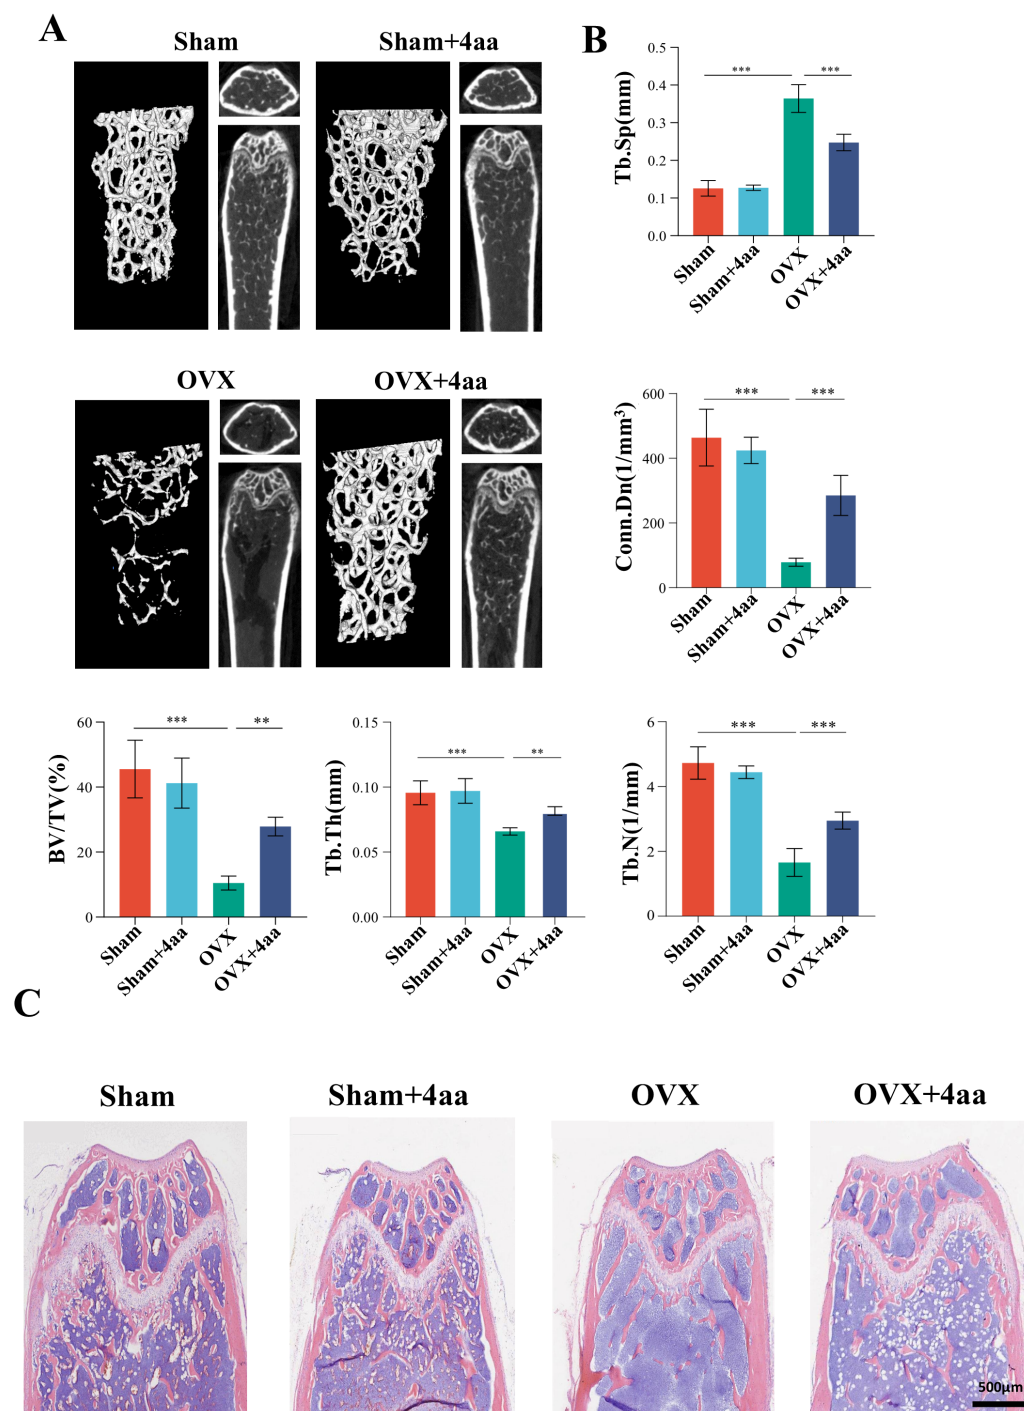 A
Sham
Sham+4aa
OVX
OVX+4aa
B
Tb.Sp(mm)
0.5
0.4
0.3
0.2
0.1
0.0
***
***
Sham
Sham+4aa
OVX
OVX+4aa
Conn.Dn(1/mm³)
600
400
200
0
***
***
Sham
Sham+4aa
OVX
OVX+4aa
BV/TV(%)
60
40
20
0
***
**
Sham
Sham+4aa
OVX
OVX+4aa
Tb.Th(mm)
0.15
0.10
0.05
0.00
***
**
Sham
Sham+4aa
OVX
OVX+4aa
Tb.N(1/mm)
6
4
2
0
***
***
Sham
Sham+4aa
OVX
OVX+4aa
C
Sham
Sham+4aa
OVX
OVX+4aa
500μm